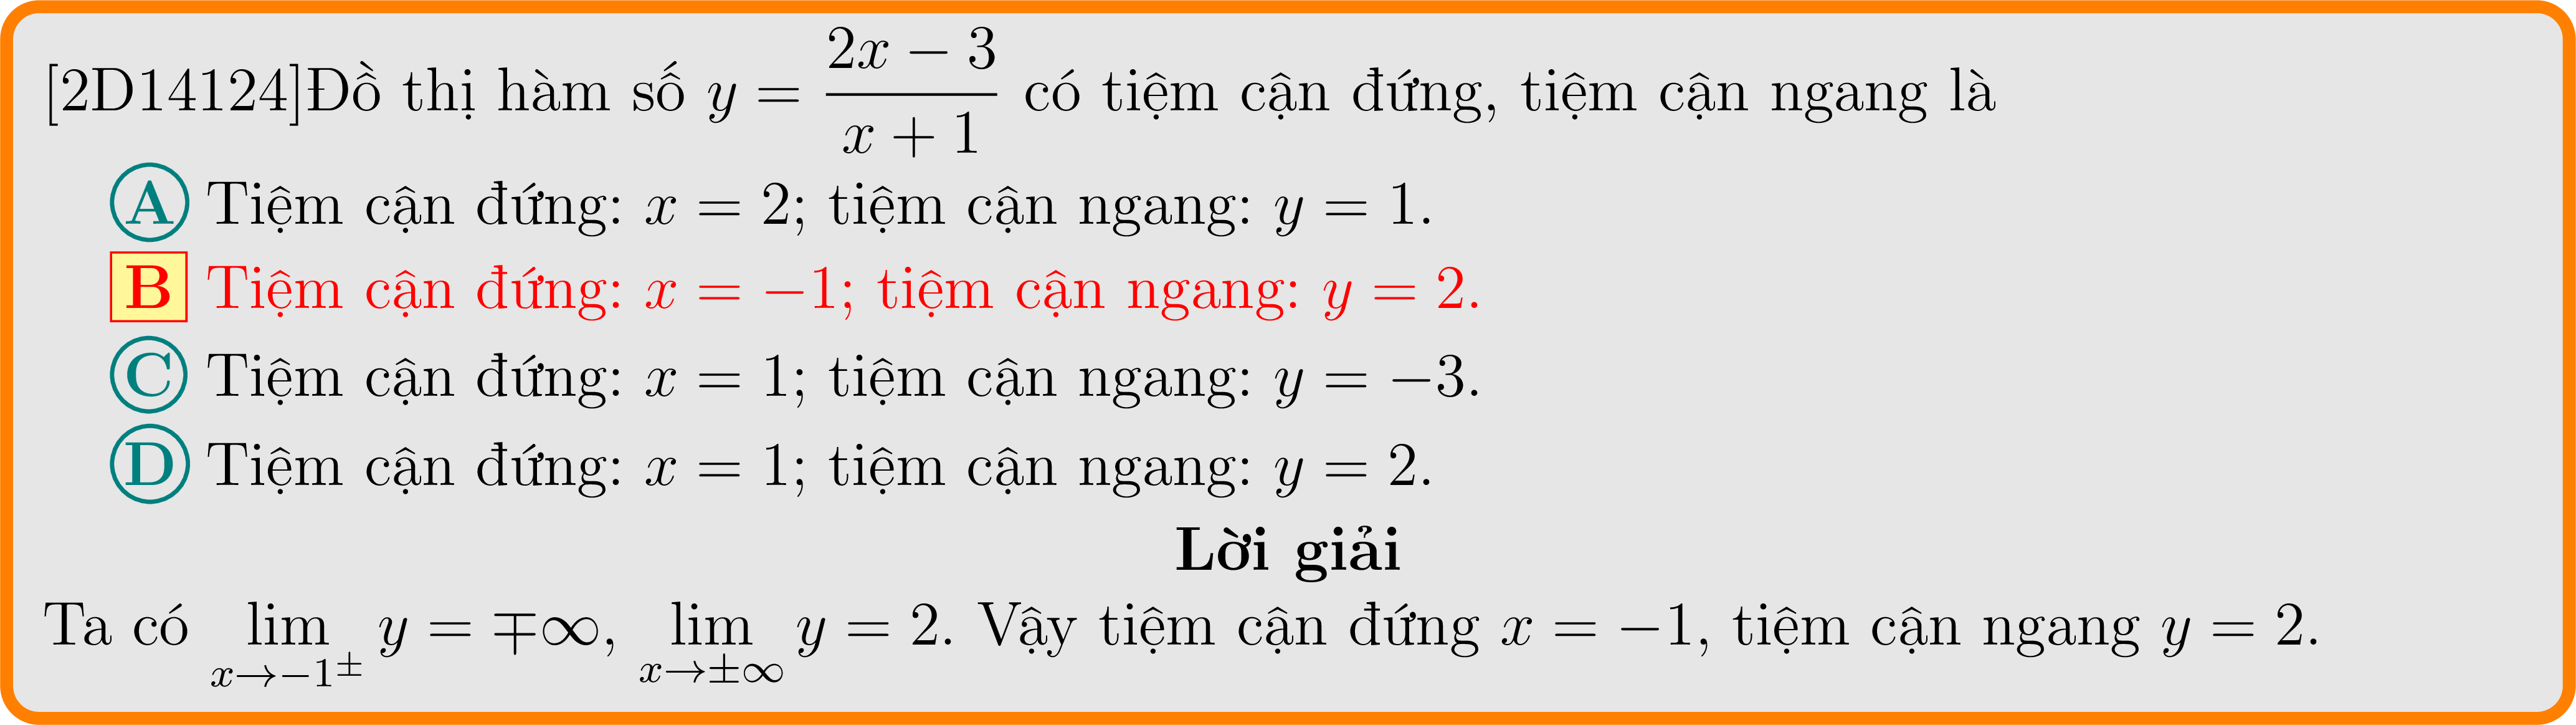 [2D14124]Đồ thị hàm số $y = \dfrac{2x-3}{x+1}$ có tiệm cận đứng, tiệm cận ngang là
A Tiệm cận đứng: $x = 2$; tiệm cận ngang: $y = 1$.
B Tiệm cận đứng: $x = -1$; tiệm cận ngang: $y = 2$.
C Tiệm cận đứng: $x = 1$; tiệm cận ngang: $y = -3$.
D Tiệm cận đứng: $x = 1$; tiệm cận ngang: $y = 2$.
Lời giải
Ta có $\lim\limits_{x \to -1^{\pm}} y = \mp\infty$, $\lim\limits_{x \to \pm\infty} y = 2$. Vậy tiệm cận đứng $x = -1$, tiệm cận ngang $y = 2$.